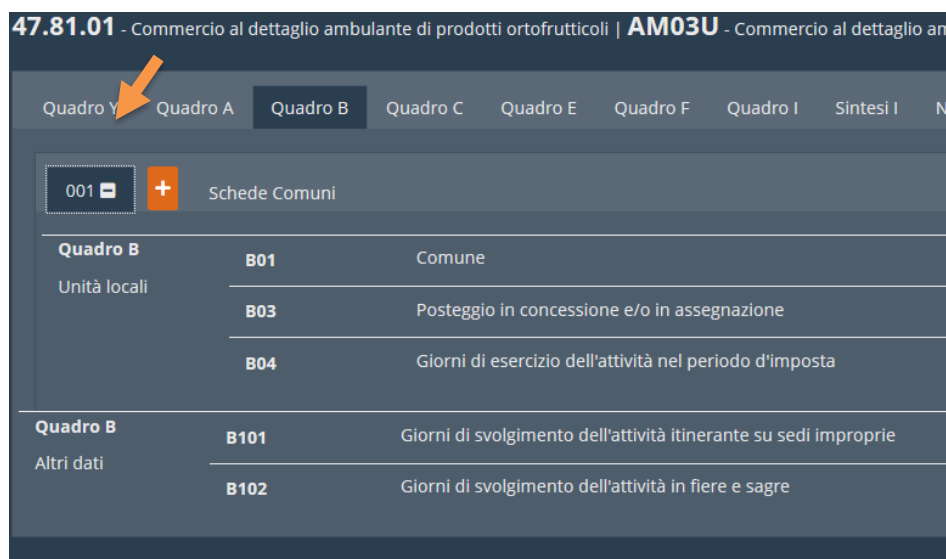 47.81.01 - Commercio al dettaglio ambulante di prodotti ortofrutticoli | AM03U - Commercio al dettaglio am
Quadro Y Quadro A Quadro B Quadro C Quadro E Quadro F Quadro I Sintesi I N
001 Schede Comuni
Quadro B B01 Comune
Unità locali
B03 Posteggio in concessione e/o in assegnazione
B04 Giorni di esercizio dell'attività nel periodo d'imposta
Quadro B B101 Giorni di svolgimento dell'attività itinerante su sedi improprie
Altri dati
B102 Giorni di svolgimento dell'attività in fiere e sagre